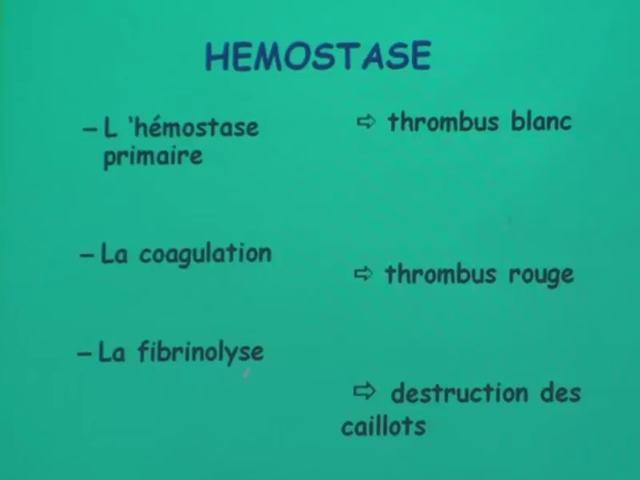 HEMOSTASE
– L 'hémostase
primaire
⇨ thrombus blanc
– La coagulation
⇨ thrombus rouge
– La fibrinolyse
⇨ destruction des
caillots